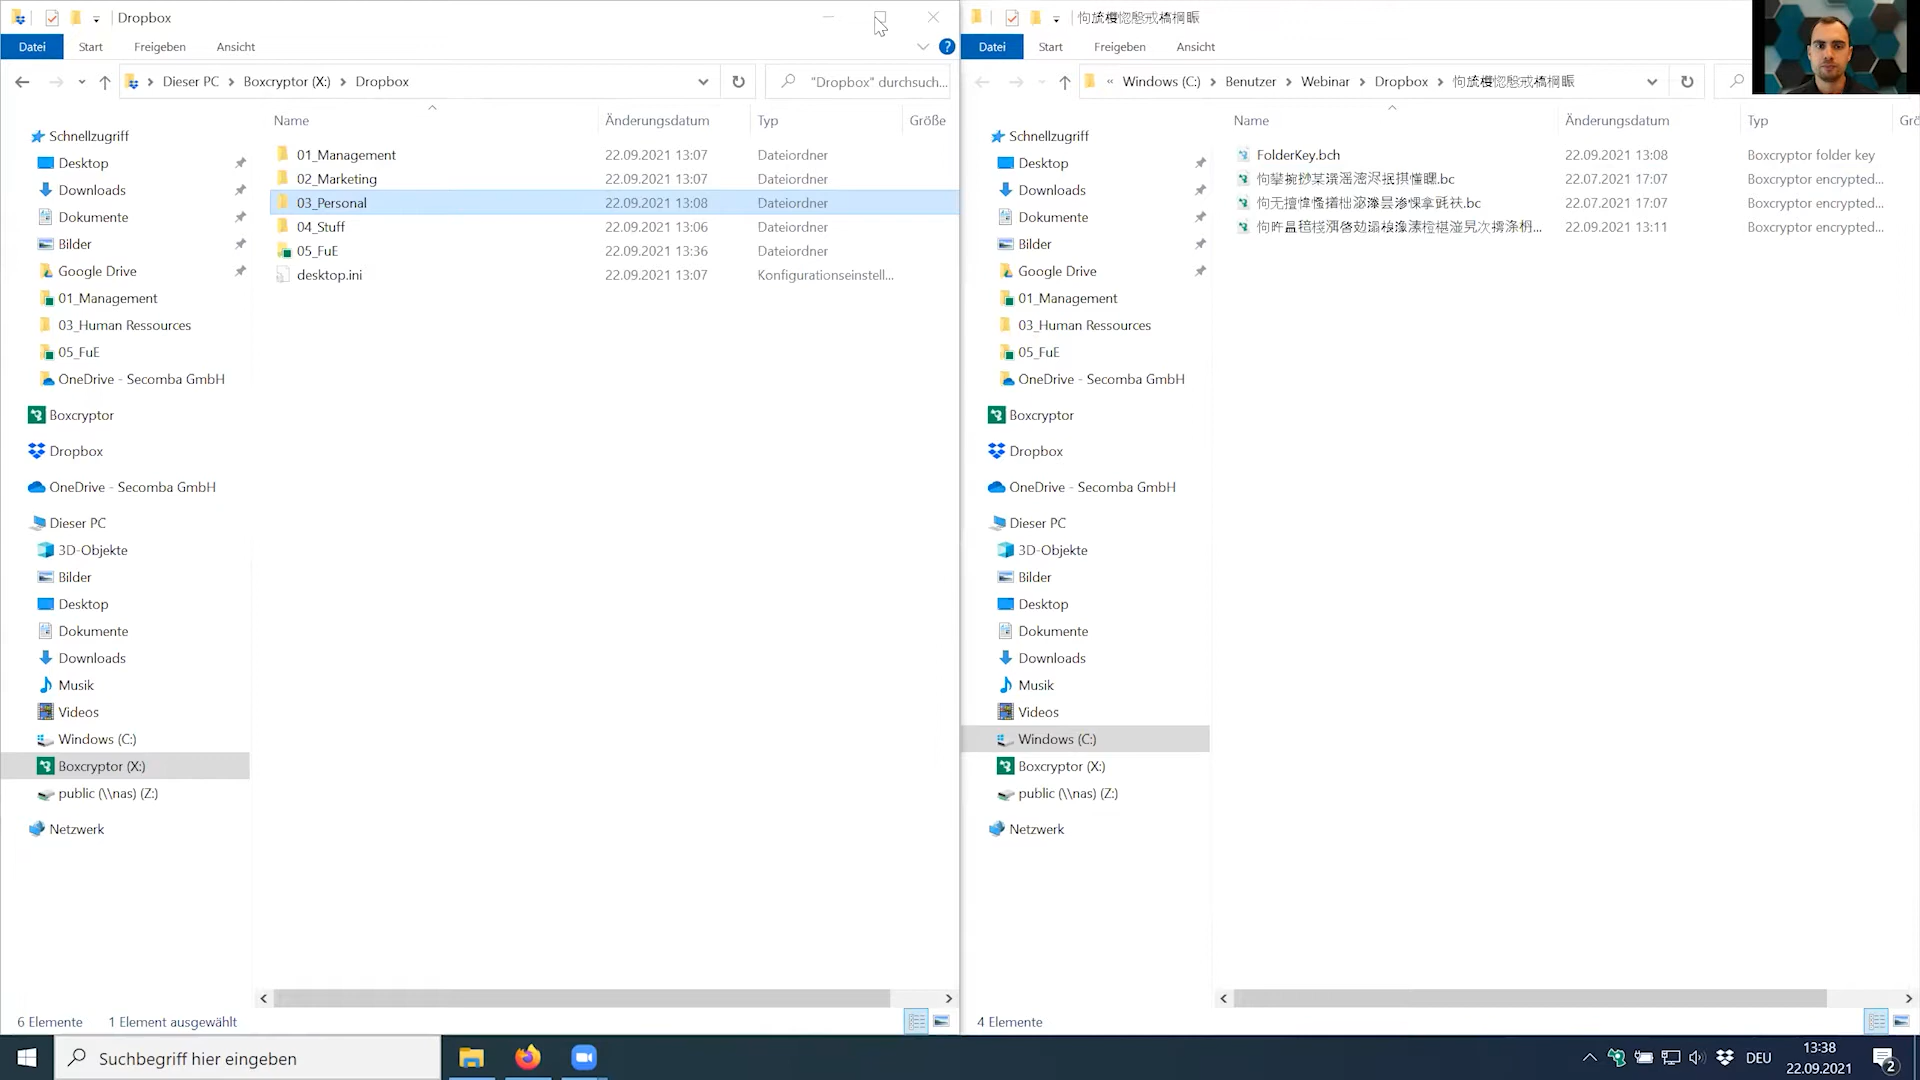 Dropbox
Datei Start Freigeben Ansicht
Dieser PC Boxcryptor (X:) Dropbox
"Dropbox" durchsuch...
Name Änderungsdatum Typ Größe
01_Management 22.09.2021 13:07 Dateiordner
02_Marketing 22.09.2021 13:07 Dateiordner
03_Personal 22.09.2021 13:08 Dateiordner
04_Stuff 22.09.2021 13:06 Dateiordner
05_FuE 22.09.2021 13:36 Dateiordner
desktop.ini 22.09.2021 13:07 Konfigurationseinstell...
Schnellzugriff
Desktop
Downloads
Dokumente
Bilder
Google Drive
01_Management
03_Human Ressources
05_FuE
OneDrive - Secomba GmbH
Boxcryptor
Dropbox
OneDrive - Secomba GmbH
Dieser PC
3D-Objekte
Bilder
Desktop
Dokumente
Downloads
Musik
Videos
Windows (C:)
Boxcryptor (X:)
public (\\nas) (Z:)
Netzwerk
6 Elemente 1 Element ausgewählt
Datei Start Freigeben Ansicht
« Windows (C:) Benutzer Webinar Dropbox
Name Änderungsdatum Typ Grö
FolderKey.bch 22.09.2021 13:08 Boxcryptor folder key
.bc 22.07.2021 17:07 Boxcryptor encrypted...
.bc 22.07.2021 17:07 Boxcryptor encrypted...
22.09.2021 13:11 Boxcryptor encrypted...
Schnellzugriff
Desktop
Downloads
Dokumente
Bilder
Google Drive
01_Management
03_Human Ressources
05_FuE
OneDrive - Secomba GmbH
Boxcryptor
Dropbox
OneDrive - Secomba GmbH
Dieser PC
3D-Objekte
Bilder
Desktop
Dokumente
Downloads
Musik
Videos
Windows (C:)
Boxcryptor (X:)
public (\\nas) (Z:)
Netzwerk
4 Elemente
Suchbegriff hier eingeben
DEU
13:38
22.09.2021
2